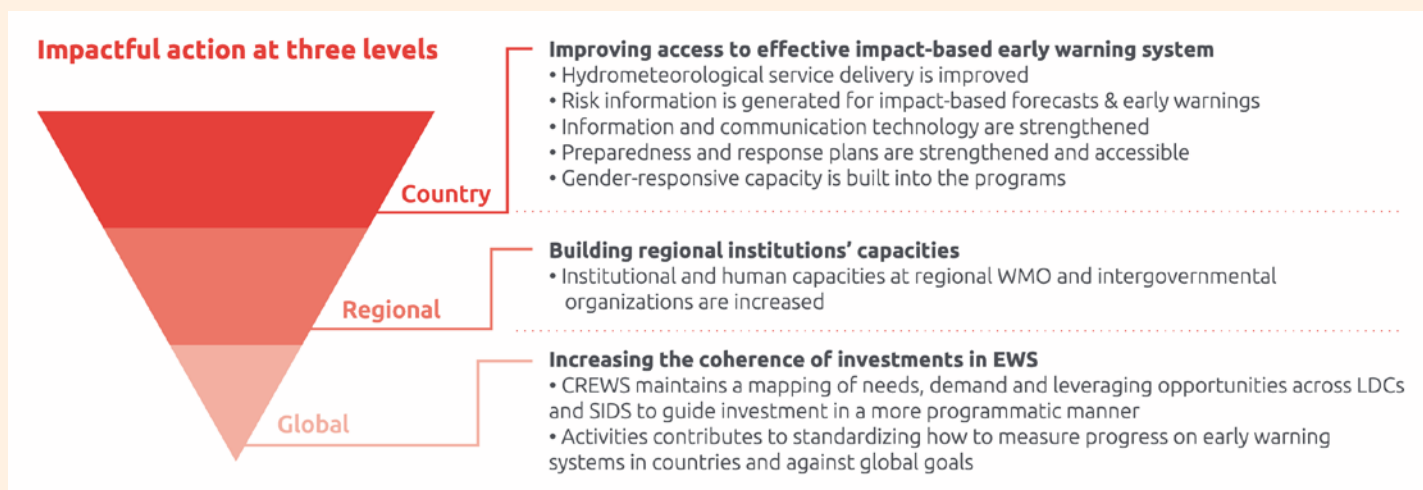 Impactful action at three levels
Country
Improving access to effective impact-based early warning system
• Hydrometeorological service delivery is improved
• Risk information is generated for impact-based forecasts & early warnings
• Information and communication technology are strengthened
• Preparedness and response plans are strengthened and accessible
• Gender-responsive capacity is built into the programs
Regional
Building regional institutions’ capacities
• Institutional and human capacities at regional WMO and intergovernmental
organizations are increased
Global
Increasing the coherence of investments in EWS
• CREWS maintains a mapping of needs, demand and leveraging opportunities across LDCs
and SIDS to guide investment in a more programmatic manner
• Activities contributes to standardizing how to measure progress on early warning
systems in countries and against global goals